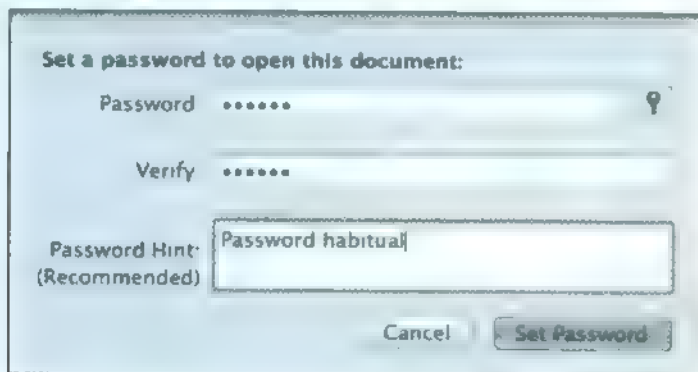 Set a password to open this document:
Password ••••••
Verify ••••••
Password Hint:
(Recommended)
Password habitual
Cancel
Set Password